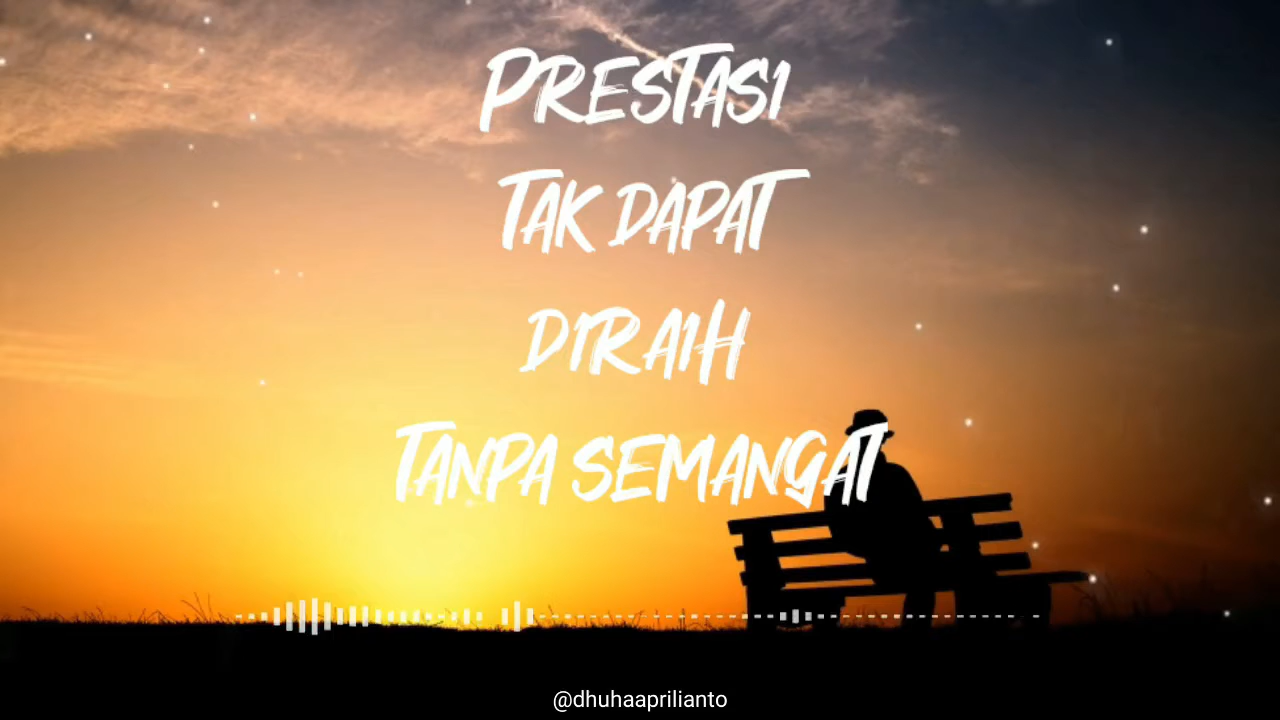 PRESTASI
TAK DAPAT
DIRAIH
TANPA SEMANGAT
@dhuhaaprilianto